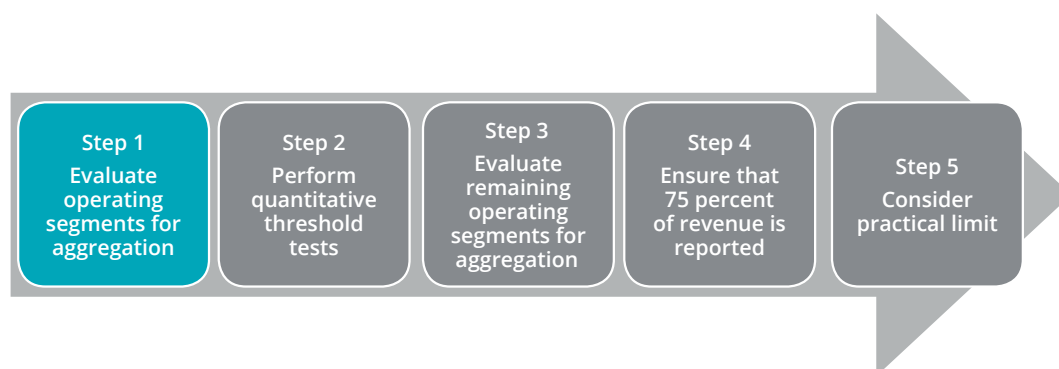 Step 1
Evaluate
operating
segments for
aggregation
Step 2
Perform
quantitative
threshold
tests
Step 3
Evaluate
remaining
operating
segments for
aggregation
Step 4
Ensure that
75 percent
of revenue is
reported
Step 5
Consider
practical limit